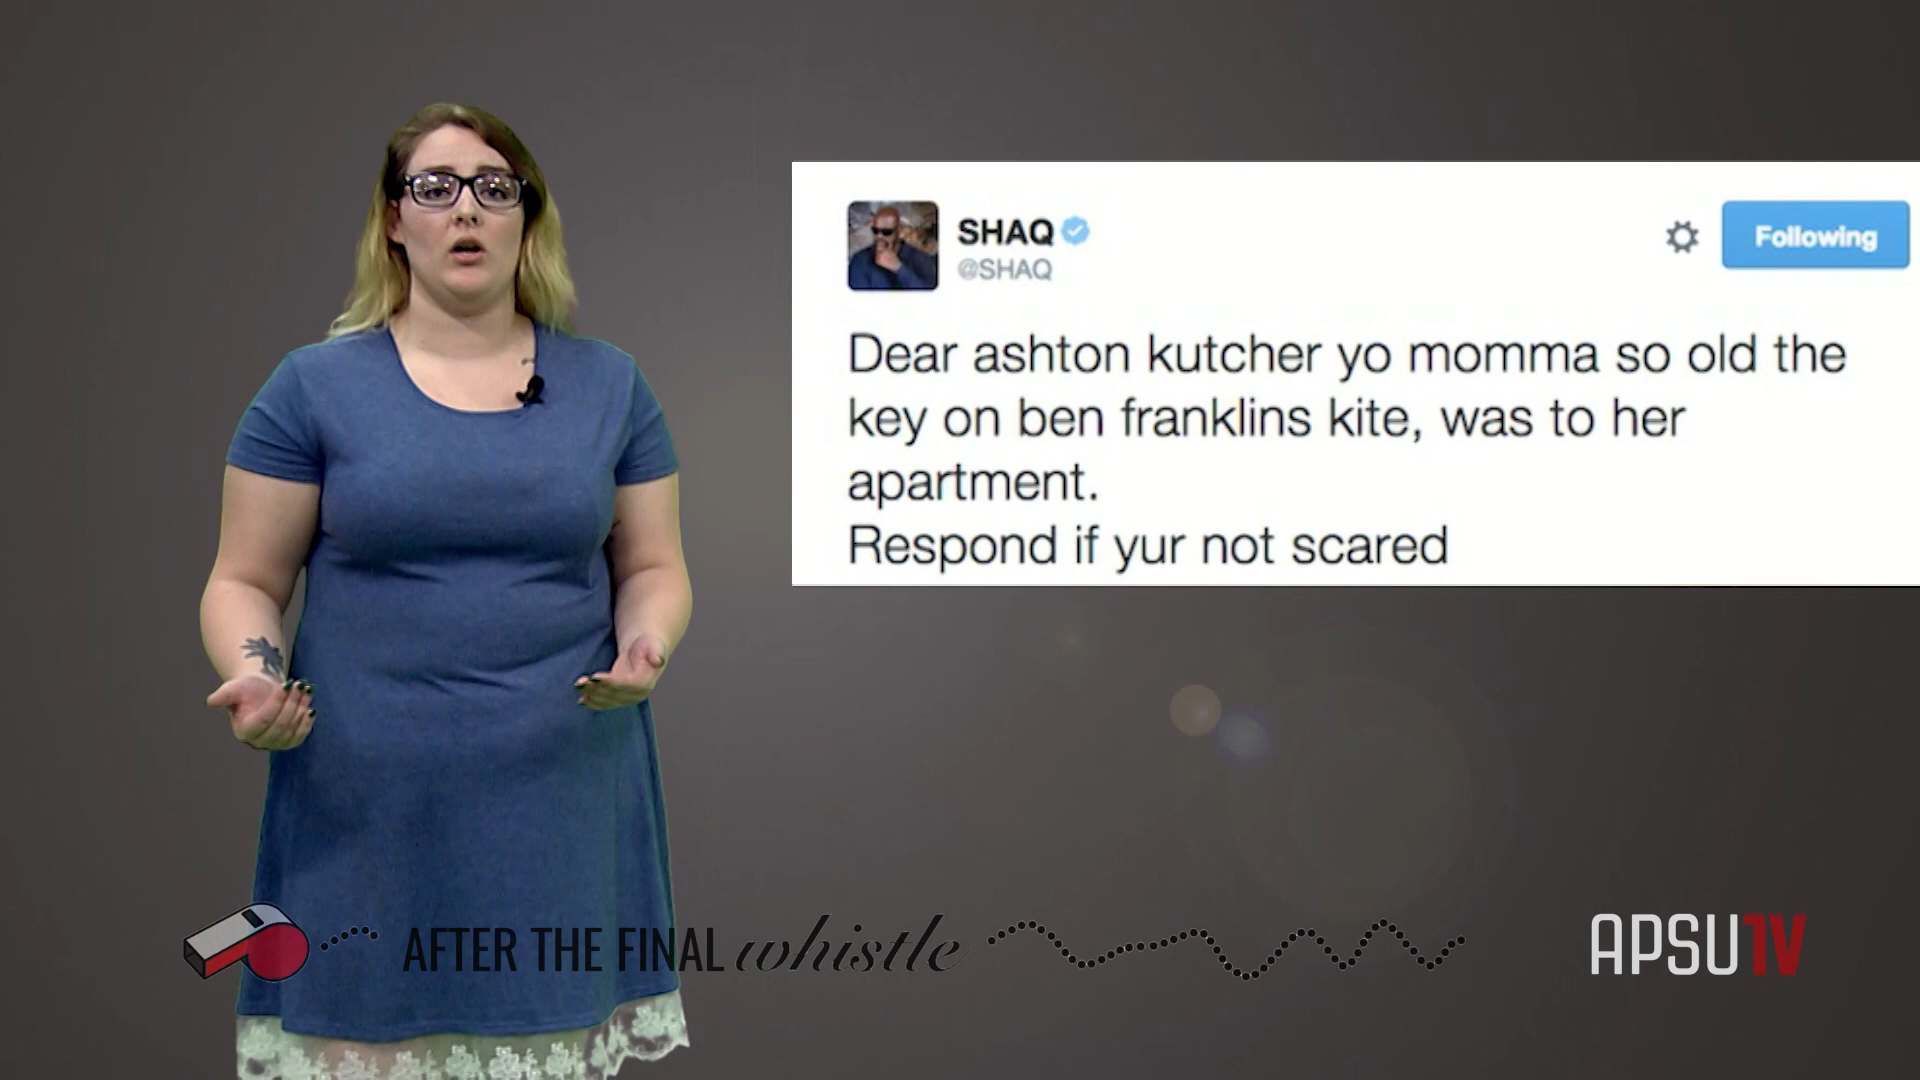 SHAQ
@SHAQ
Following
Dear ashton kutcher yo momma so old the
key on ben franklins kite, was to her
apartment.
Respond if yur not scared
AFTER THE FINAL whistle
APSUTV